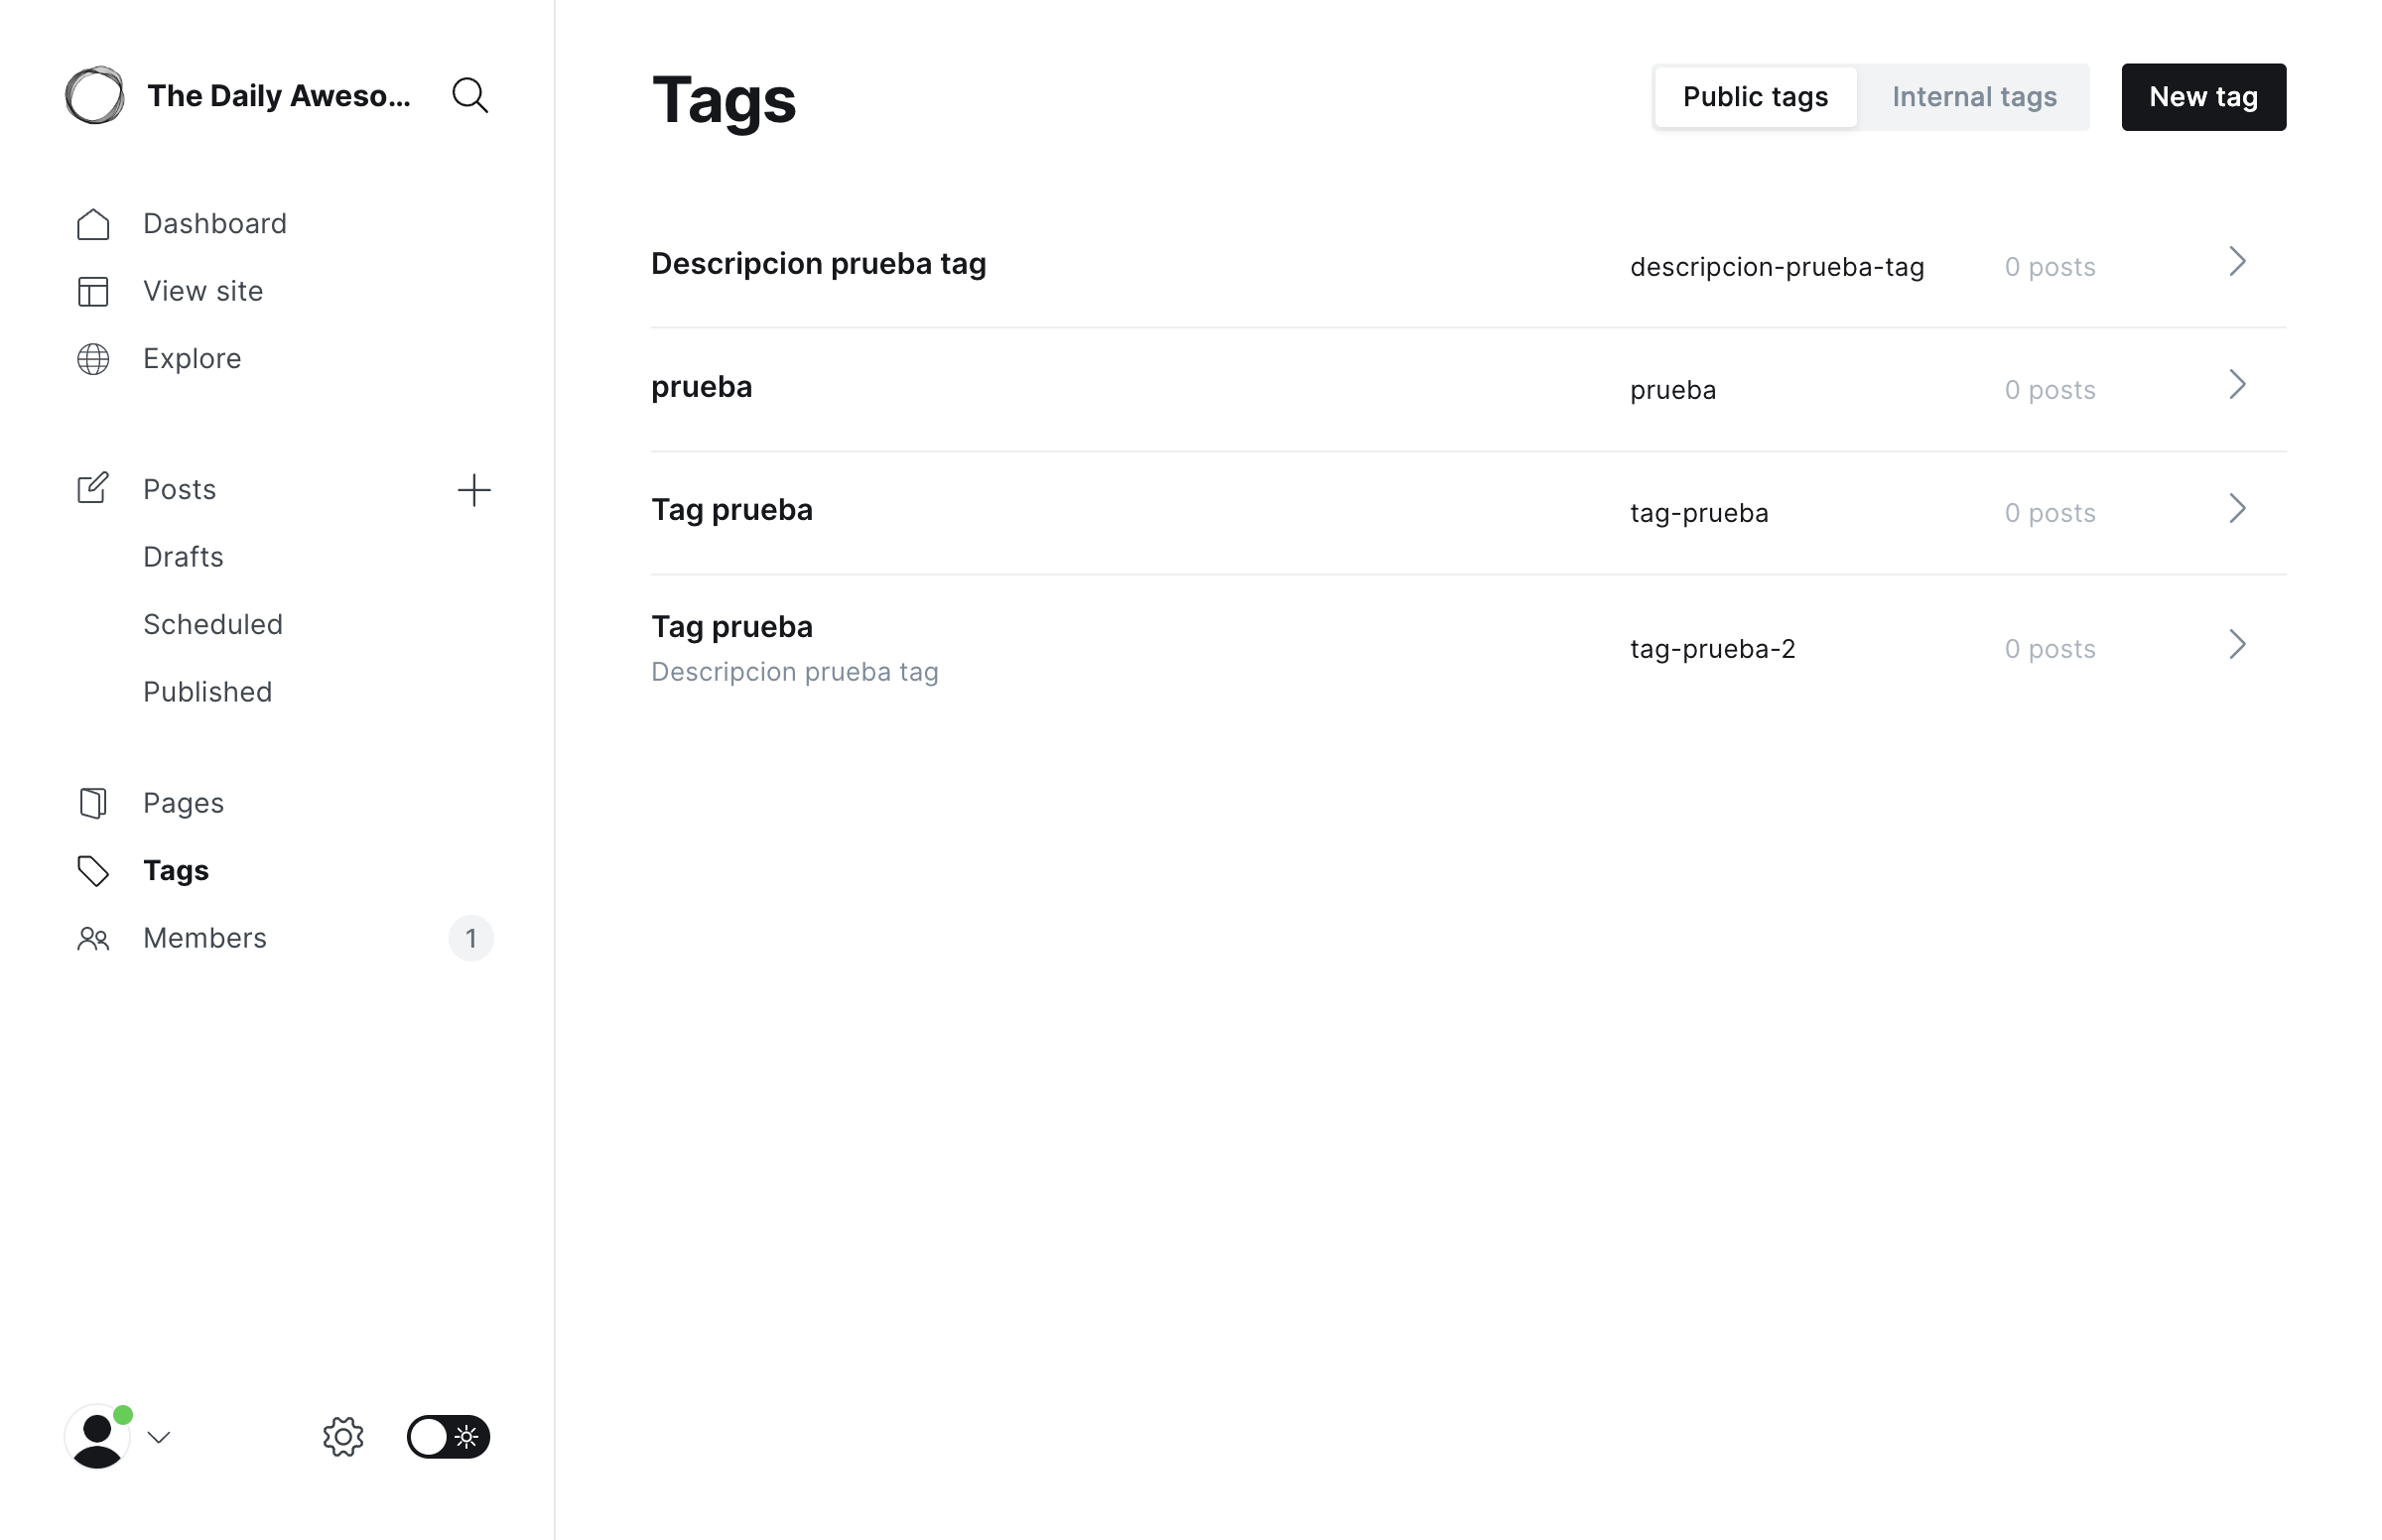 The Daily Aweso...
Dashboard
View site
Explore
Posts
Drafts
Scheduled
Published
Pages
Tags
Members 1
Tags
Public tags Internal tags New tag
Descripcion prueba tag descripcion-prueba-tag 0 posts
prueba prueba 0 posts
Tag prueba tag-prueba 0 posts
Tag prueba tag-prueba-2 0 posts
Descripcion prueba tag